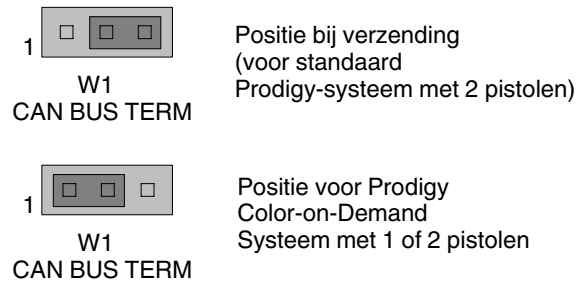 1
W1
CAN BUS TERM
Positie bij verzending
(voor standaard
Prodigy-systeem met 2 pistolen)
1
W1
CAN BUS TERM
Positie voor Prodigy
Color-on-Demand
Systeem met 1 of 2 pistolen